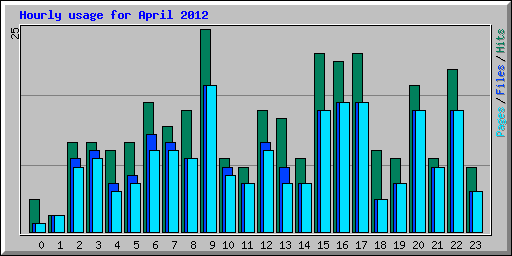 Hourly usage for April 2012
25
Pages / Files / Hits
0 1 2 3 4 5 6 7 8 9 10 11 12 13 14 15 16 17 18 19 20 21 22 23